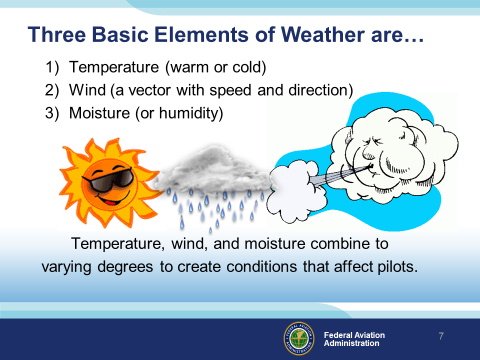 Three Basic Elements of Weather are…
1) Temperature (warm or cold)
2) Wind (a vector with speed and direction)
3) Moisture (or humidity)
Temperature, wind, and moisture combine to
varying degrees to create conditions that affect pilots.
Federal Aviation
Administration
7